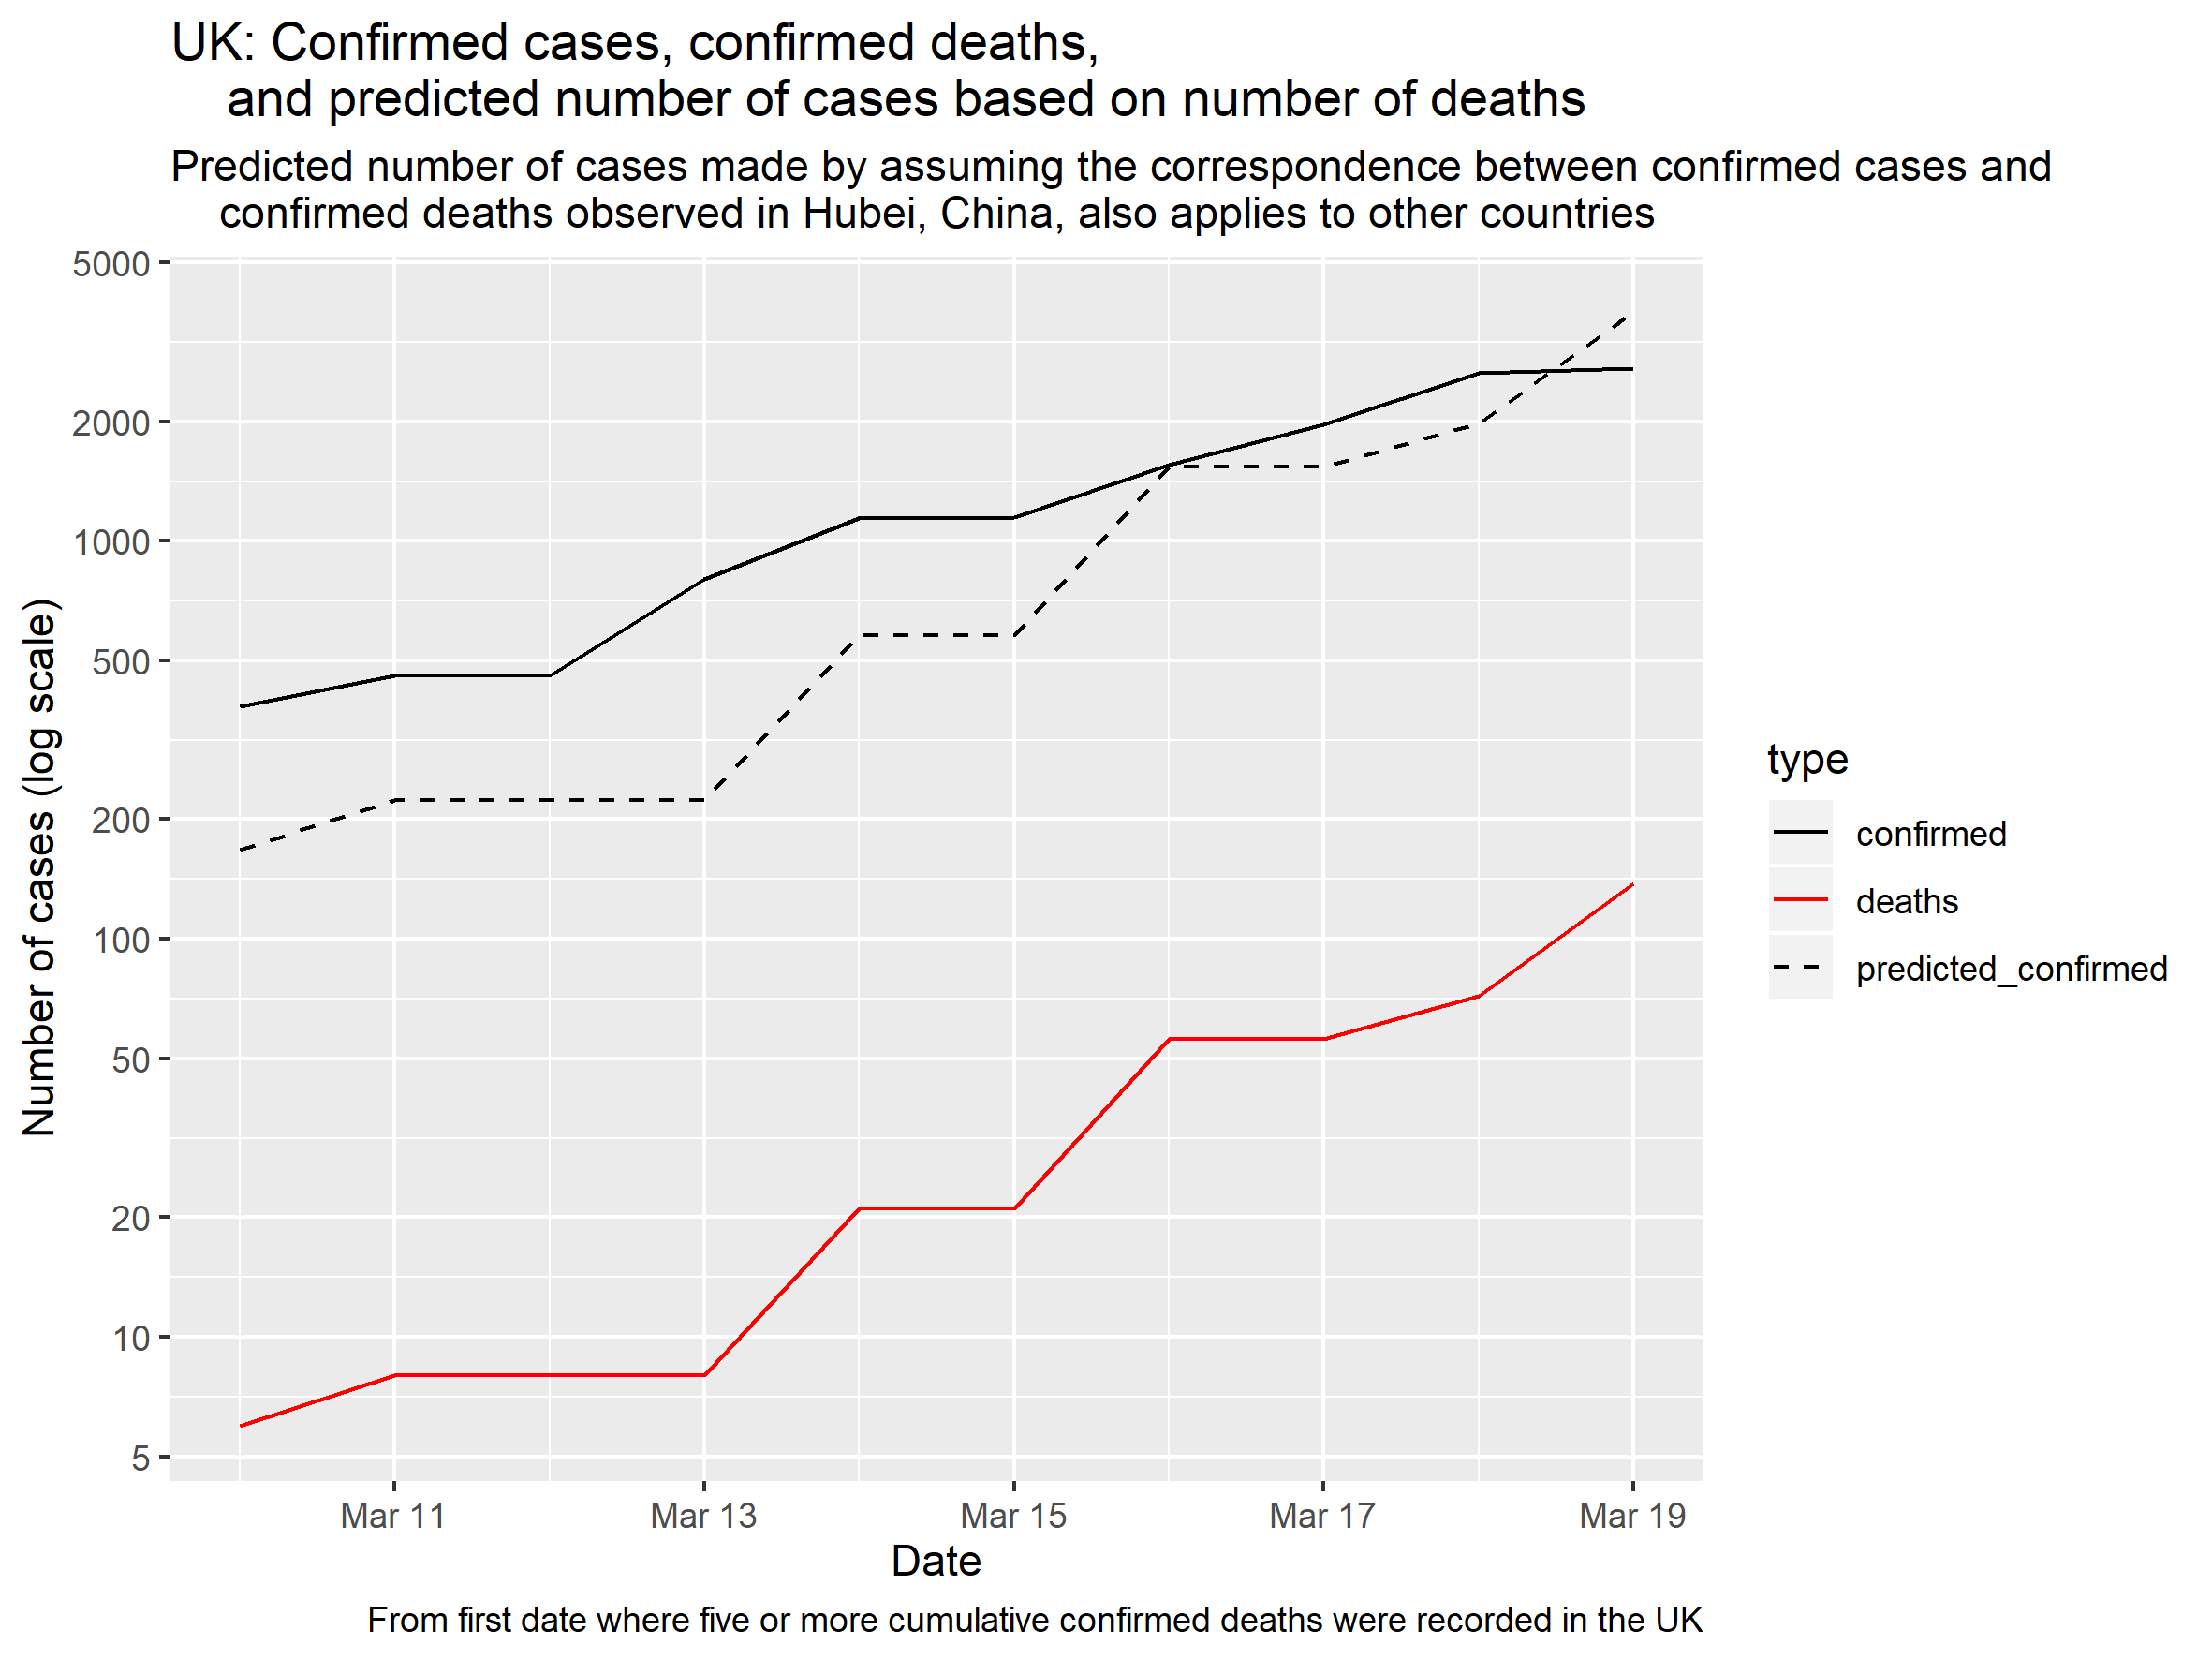 UK: Confirmed cases, confirmed deaths,
and predicted number of cases based on number of deaths
Predicted number of cases made by assuming the correspondence between confirmed cases and
confirmed deaths observed in Hubei, China, also applies to other countries
Number of cases (log scale)
5000
2000
1000
500
200
100
50
20
10
5
Mar 11
Mar 13
Mar 15
Mar 17
Mar 19
Date
type
confirmed
deaths
predicted_confirmed
From first date where five or more cumulative confirmed deaths were recorded in the UK